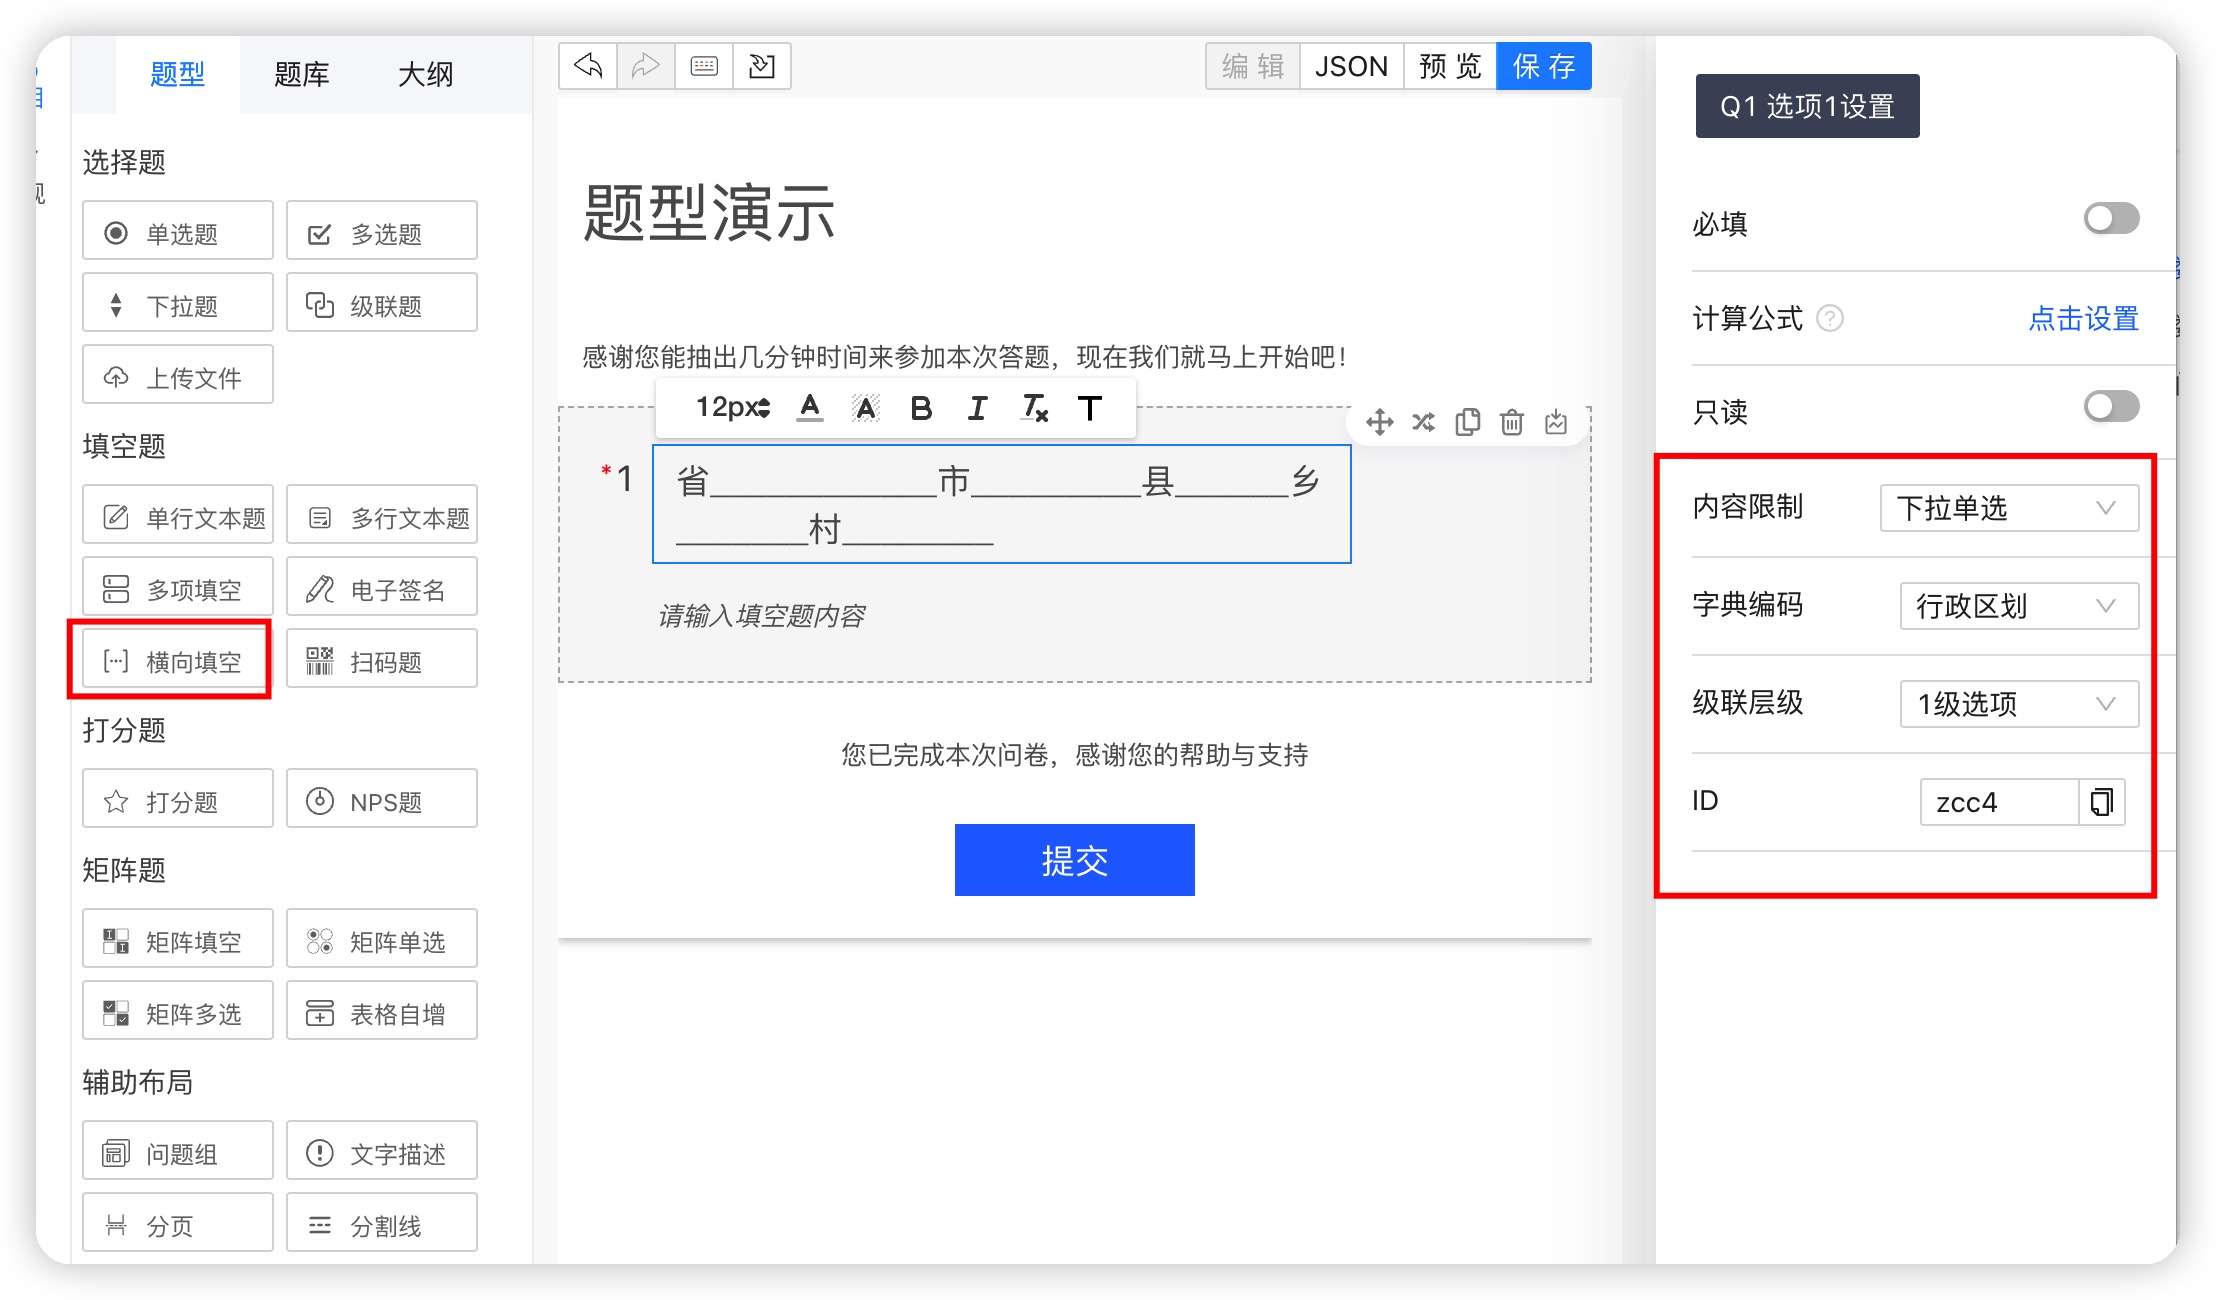 题型
题库
大纲
选择题
单选题
多选题
下拉题
级联题
上传文件
填空题
单行文本题
多行文本题
多项填空
电子签名
横向填空
扫码题
打分题
打分题
NPS题
矩阵题
矩阵填空
矩阵单选
矩阵多选
表格自增
辅助布局
问题组
文字描述
分页
分割线
编 辑
JSON
预 览
保 存
题型演示
感谢您能抽出几分钟时间来参加本次答题，现在我们就马上开始吧！
12px
*1
省____________市_________县______乡
_______村________
请输入填空题内容
您已完成本次问卷，感谢您的帮助与支持
提交
Q1 选项1设置
必填
计算公式
点击设置
只读
内容限制
下拉单选
字典编码
行政区划
级联层级
1级选项
ID
zcc4